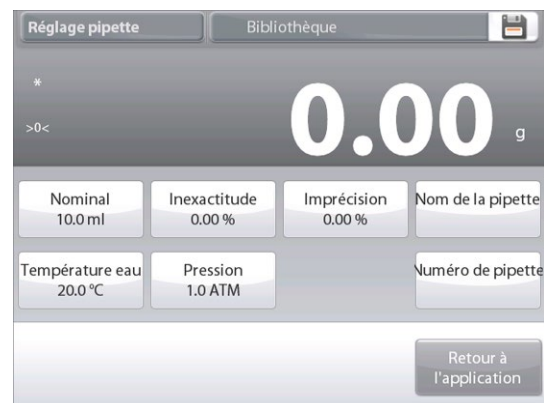 Réglage pipette
Bibliothèque
*
>0<
0.00 g
Nominal
10.0 ml
Inexactitude
0.00 %
Imprécision
0.00 %
Nom de la pipette
Température eau
20.0 °C
Pression
1.0 ATM
Numéro de pipette
Retour à
l'application